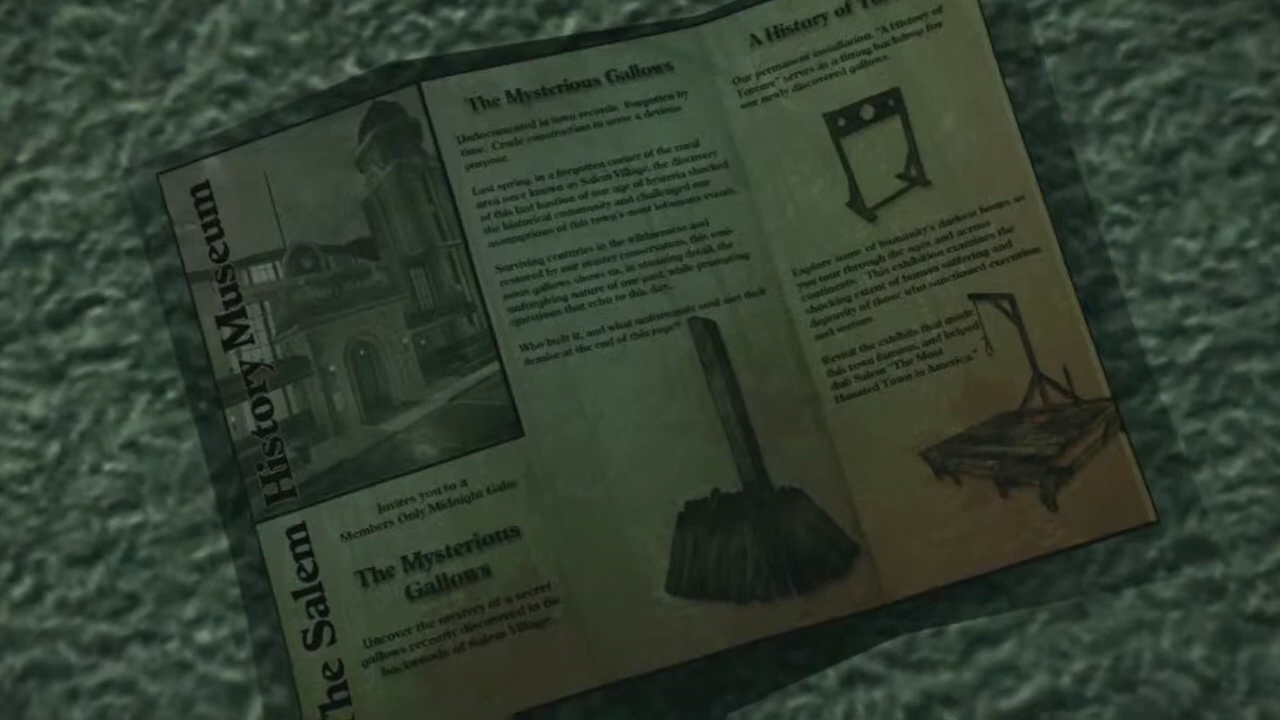 The Salem
History Museum
Invites you to a
Members Only Midnight Gala
The Mysterious
Gallows
Uncover the mystery of a secret
gallows recently discovered in the
backwoods of Salem Village.
The Mysterious Gallows
Undocumented in town records. Forgotten by
time. Crude construction to serve a devious
purpose.
Last spring, in a forgotten corner of the rural
area once known as Salem Village, the discovery
of this last bastion of our age of hysteria shocked
the historical community and challenged our
assumptions of this town's most infamous events.
Surviving centuries in the wilderness and
restored by our master conservators, this
gallows shows us, in stunning detail, the
unforgiving nature of our past, while prompting
questions that echo to this day.
Who built it, and what unfortunate soul met their
demise at the end of this rope?
A History of
Our permanent installation, "A History of
Torture" serves as a fitting backdrop for
our newly discovered gallows.
Explore some of humanity's darkest hours as
you tour through the ages and across
continents. This exhibition examines the
shocking extent of human suffering and
depravity of those who sanctioned execution
and torture.
Revisit the exhibits that made
this town famous, and helped
dub Salem "The Most
Haunted Town in America."